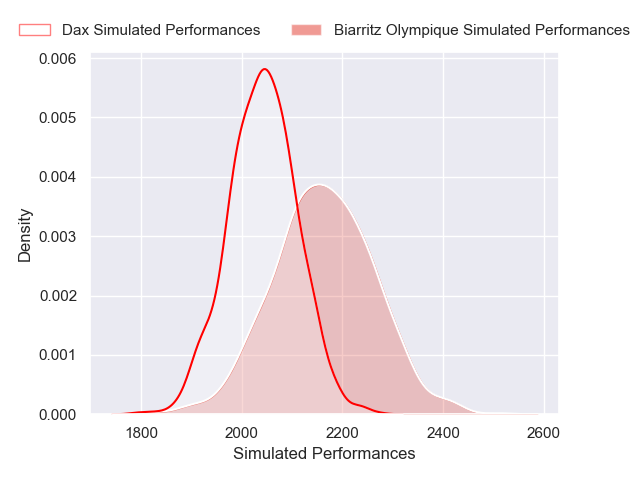 Dax Simulated Performances Biarritz Olympique Simulated Performances
0.006
0.005
0.004
0.003
0.002
0.001
0.000
Density
1800 2000 2200 2400 2600
Simulated Performances